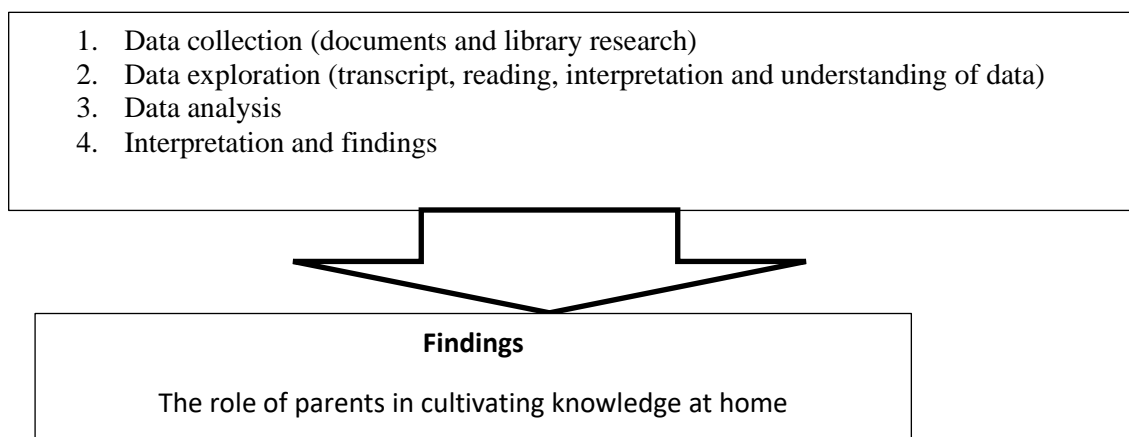 1. Data collection (documents and library research)
2. Data exploration (transcript, reading, interpretation and understanding of data)
3. Data analysis
4. Interpretation and findings
Findings
The role of parents in cultivating knowledge at home